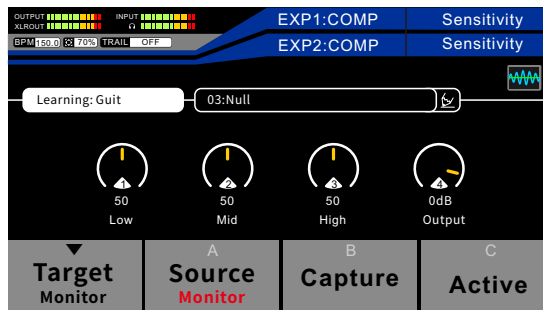 OUTPUT INPUT
XLROUT
BPM 150.0 70% TRAIL OFF
EXP1:COMP Sensitivity
EXP2:COMP Sensitivity
Learning: Guit 03:Null
1 2 3 4
50 50 50 0dB
Low Mid High Output
A B C
Target Source Capture Active
Monitor Monitor